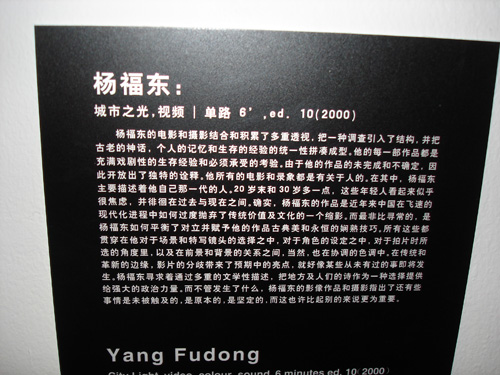 杨福东：
城市之光，视频 | 单路 6'，ed. 10(2000)
杨福东的电影和摄影结合和积累了多重透视，把一种调查引入了结构，并把
古老的神话，个人的记忆和生存的经验的统一性拼凑成型。他的每一部作品都是
充满戏剧性的生存经验和必须承受的考验。由于他的作品的未完成和不确定，因
此开放出了独特的诠释。他所有的电影和录象都是有关于人的。在其中，杨福东
主要描述着他自己那一代的人。20岁末和30岁多一点，这些年轻人看起来似乎
很焦虑，并徘徊在过去与现在之间。确实，杨福东的作品是近年来中国在飞速的
现代化进程中如何过度抛弃了传统价值及文化的一个缩影。而最非比寻常的，是
杨福东如何平衡了对立并赋予他的作品古典美和永恒的娴熟技巧。所有这些都
贯穿在他对于场景和特写镜头的选择之中，对于角色的设定之中，对于拍片时所
选的角度里，以及在前景和背景的关系之间，当然，也在协调的色调中。在传统和
革新的边缘，影片的分歧带来了预期中的亮点，就好像某些从未有过的事即将发
生。杨福东寻求着通过多重的文学性描述，把地方及人们的诗作为一种选择提供
给强大的政治力量。而不管发生了什么，杨福东的影像作品和摄影指出了还有些
事情是未被触及的，是原本的，是坚定的，而这也许比起别的来说更为重要。
Yang Fudong
City Light, video, colour, sound, 6 minutes ed. 10(2000)